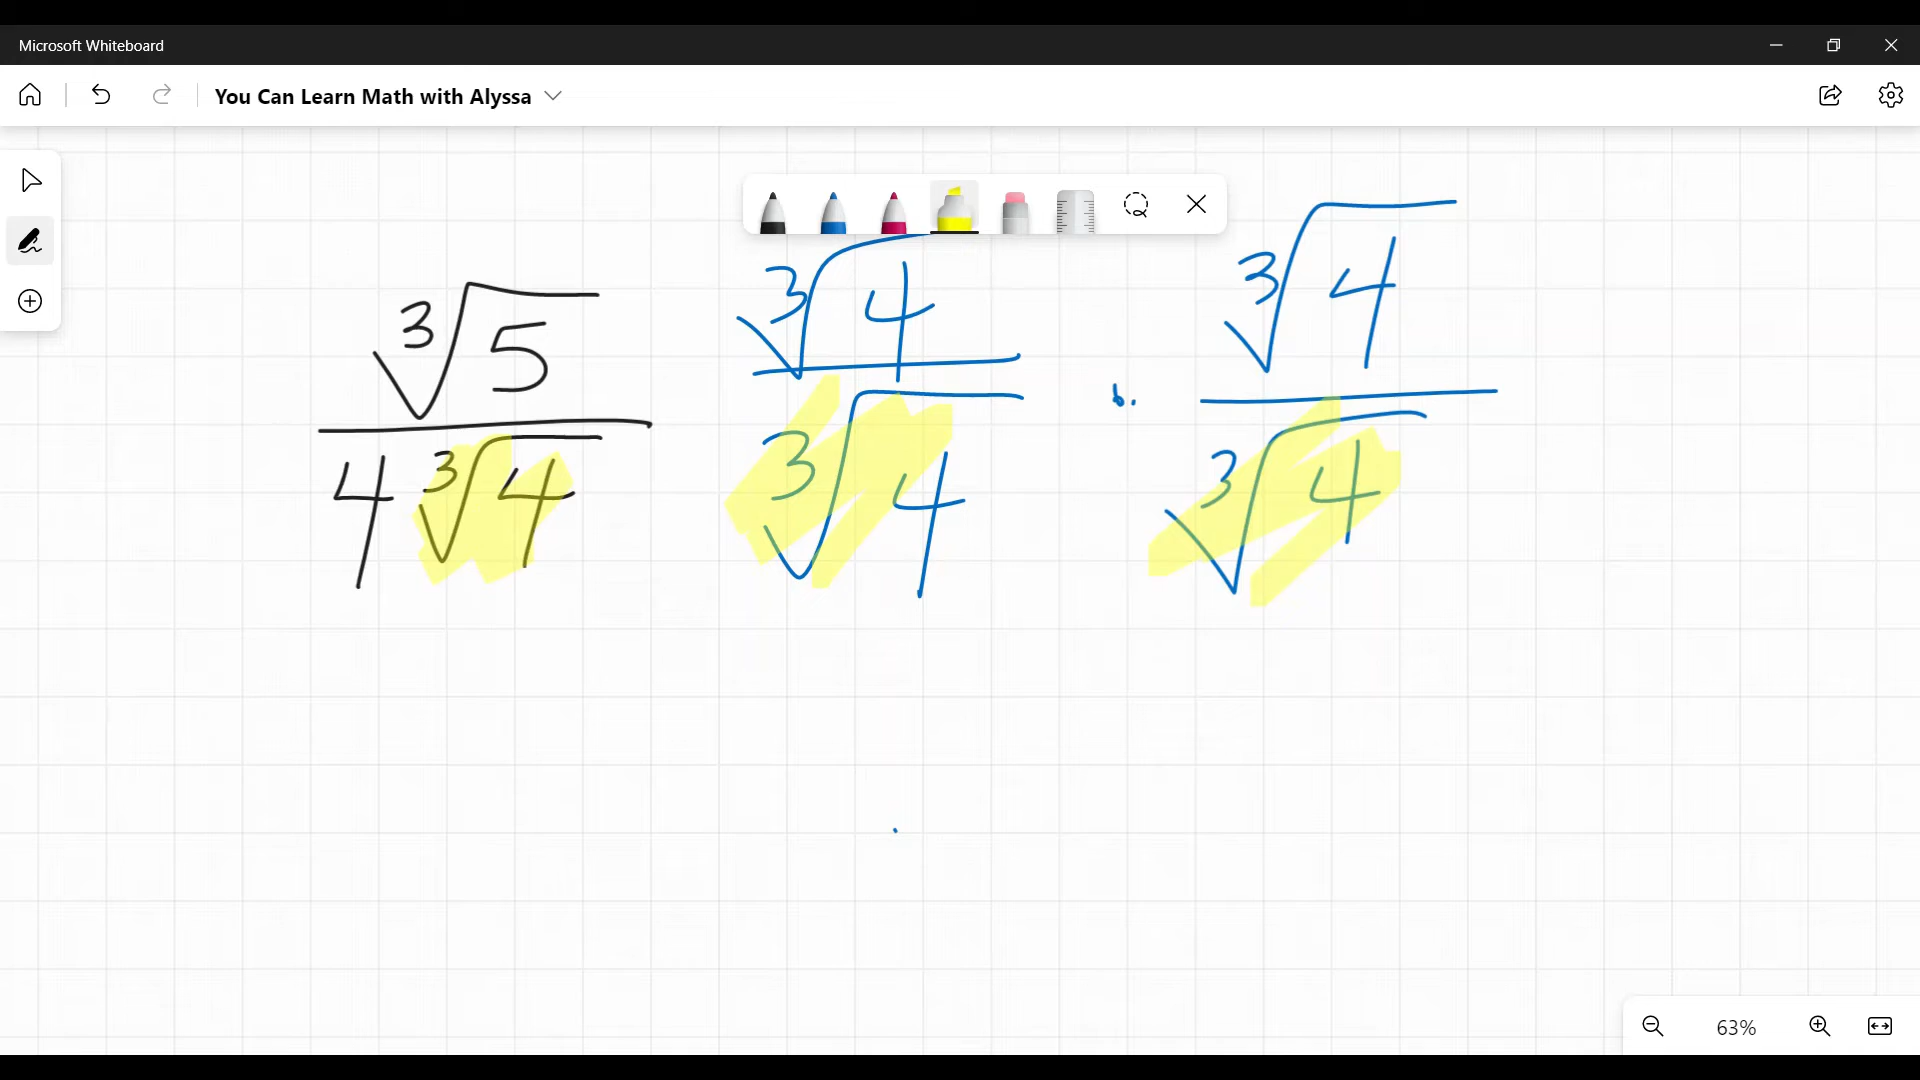 Microsoft Whiteboard
You Can Learn Math with Alyssa
∛5 / 4∛4
∛4 / ∛4
∛4 / ∛4
63%